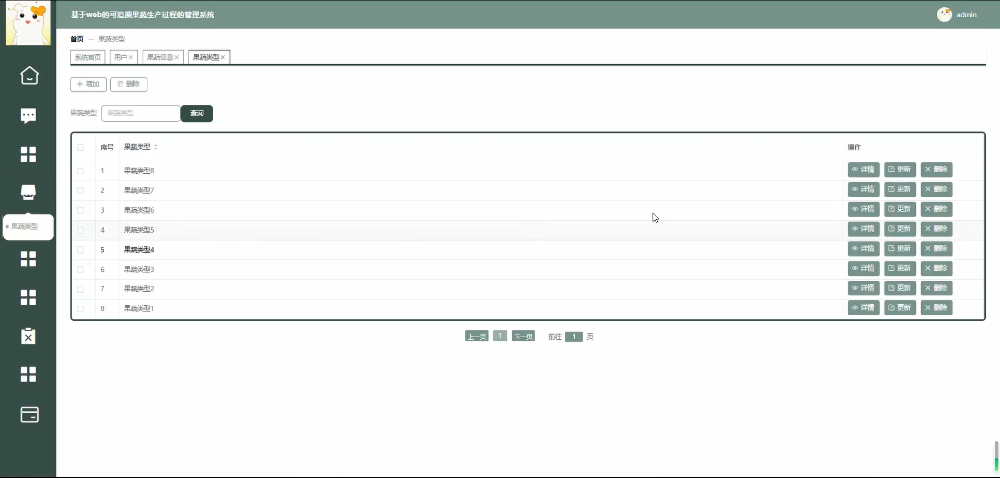 基于web的可追溯果蔬生产过程的管理系统
admin
首页 — 果蔬类型
系统首页 用户 果蔬信息 果蔬类型
增加 删除
果蔬类型 果蔬类型 查询
序号 果蔬类型 操作
1 果蔬类型8 详情 更新 删除
2 果蔬类型7 详情 更新 删除
3 果蔬类型6 详情 更新 删除
4 果蔬类型5 详情 更新 删除
果蔬类型
5 果蔬类型4 详情 更新 删除
6 果蔬类型3 详情 更新 删除
7 果蔬类型2 详情 更新 删除
8 果蔬类型1 详情 更新 删除
上一页 1 下一页 前往 1 页